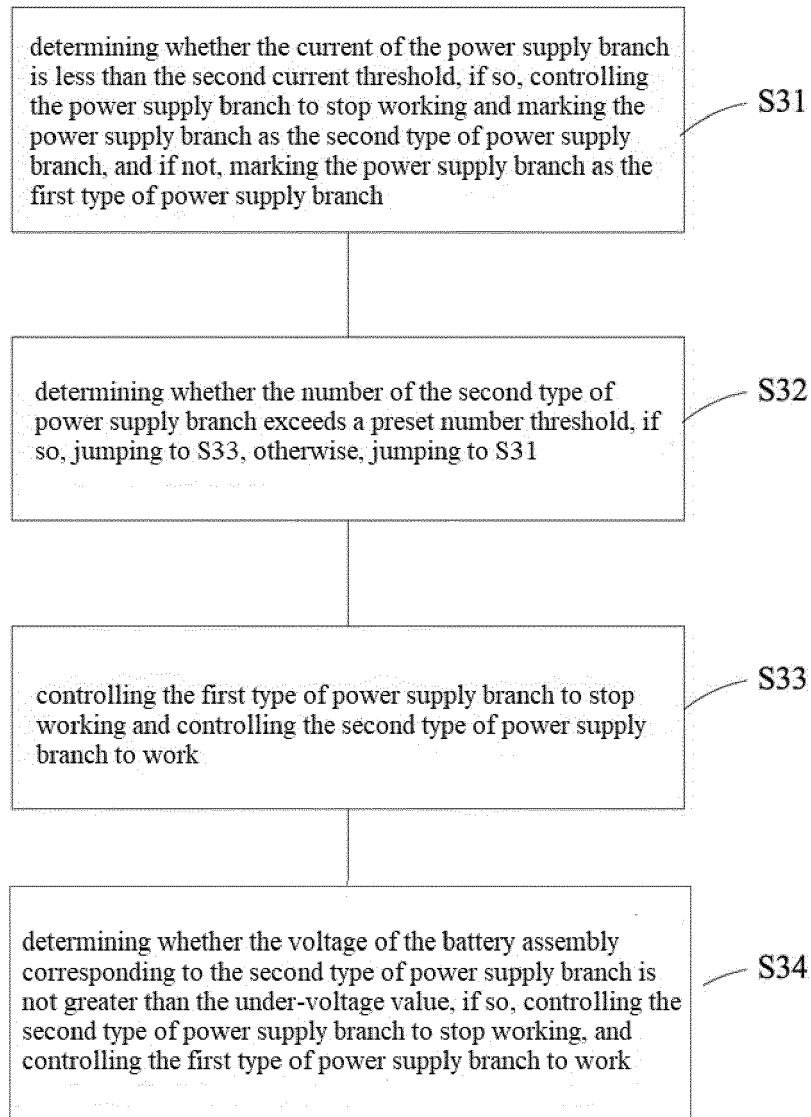 determining whether the current of the power supply branch
is less than the second current threshold, if so, controlling
the power supply branch to stop working and marking the
power supply branch as the second type of power supply
branch, and if not, marking the power supply branch as the
first type of power supply branch
S31
determining whether the number of the second type of
power supply branch exceeds a preset number threshold, if
so, jumping to S33, otherwise, jumping to S31
S32
controlling the first type of power supply branch to stop
working and controlling the second type of power supply
branch to work
S33
determining whether the voltage of the battery assembly
corresponding to the second type of power supply branch is
not greater than the under-voltage value, if so, controlling the
second type of power supply branch to stop working, and
controlling the first type of power supply branch to work
S34